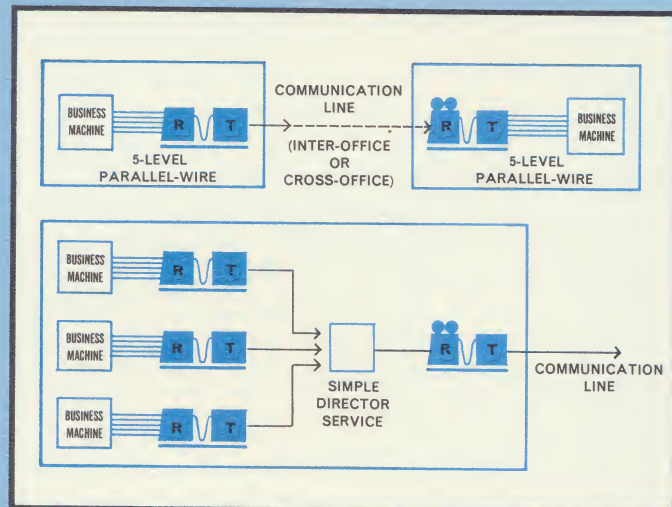 COMMUNICATION
LINE
(INTER-OFFICE
OR
CROSS-OFFICE)
BUSINESS
MACHINE
R
T
5-LEVEL
PARALLEL-WIRE
R
T
BUSINESS
MACHINE
5-LEVEL
PARALLEL-WIRE
BUSINESS
MACHINE
R
T
BUSINESS
MACHINE
R
T
BUSINESS
MACHINE
R
T
SIMPLE
DIRECTOR
SERVICE
R
T
COMMUNICATION
LINE